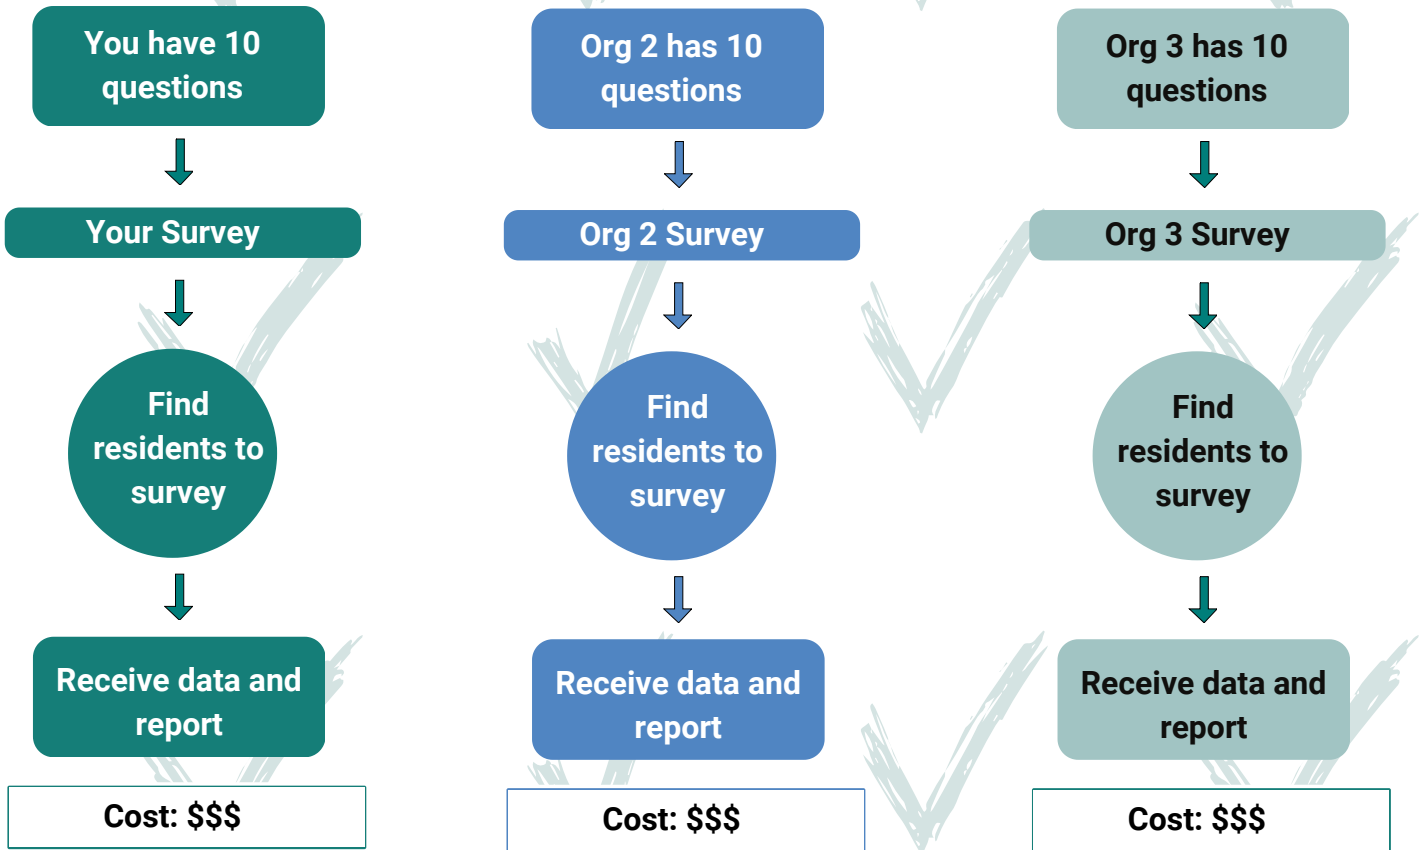 You have 10
questions
Your Survey
Find
residents to
survey
Receive data and
report
Cost: $$$
Org 2 has 10
questions
Org 2 Survey
Find
residents to
survey
Receive data and
report
Cost: $$$
Org 3 has 10
questions
Org 3 Survey
Find
residents to
survey
Receive data and
report
Cost: $$$